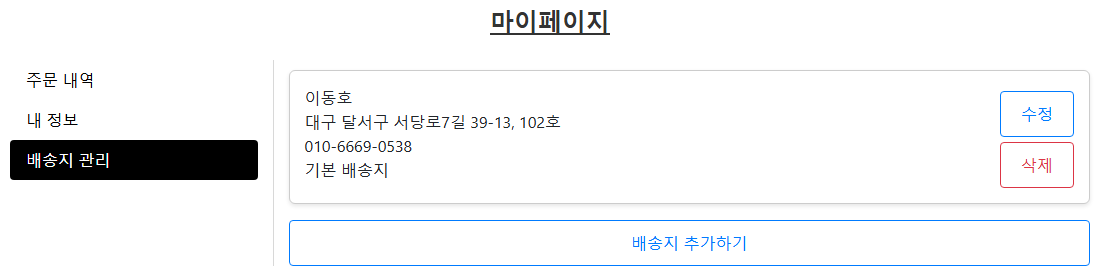 마이페이지
주문 내역
내 정보
배송지 관리
이동호
대구 달서구 서당로7길 39-13, 102호
010-6669-0538
기본 배송지
수정
삭제
배송지 추가하기